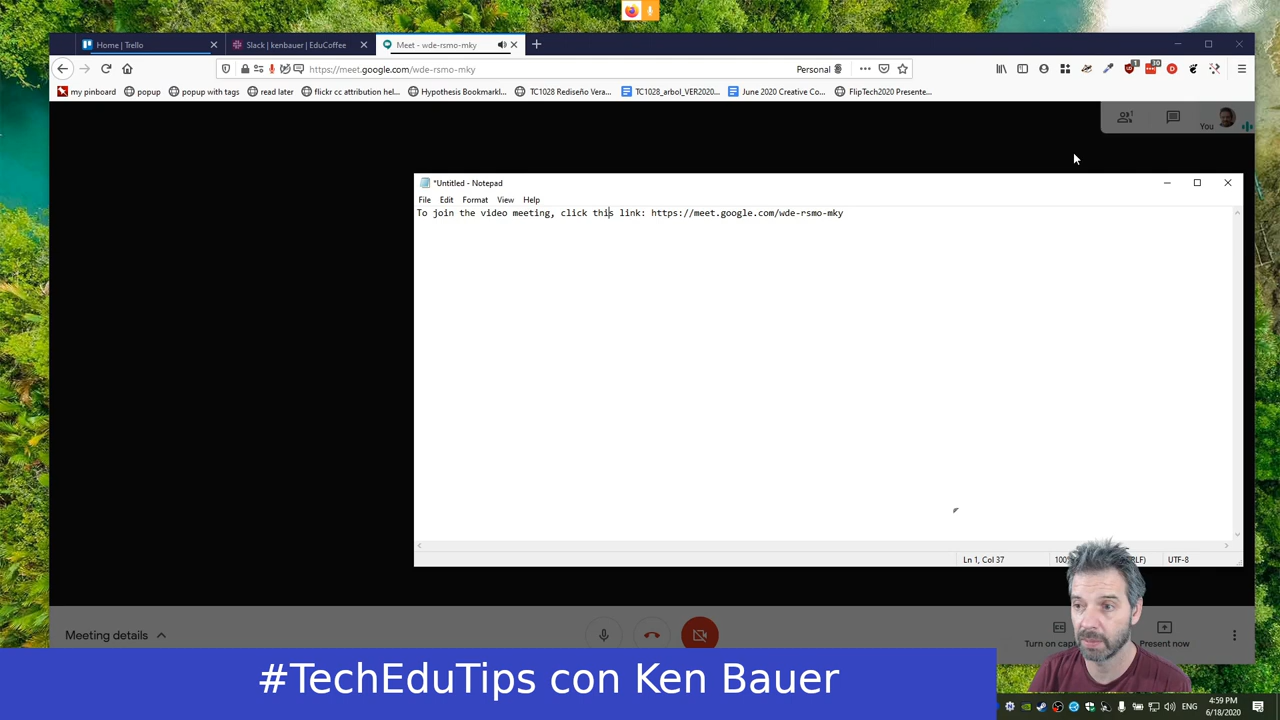 Home | Trello
Slack | kenbauer | EduCoffee
Meet - wde-rsmo-mky
https://meet.google.com/wde-rsmo-mky
Personal
1
20
my pinboard
popup
popup with tags
read later
flickr cc attribution hel...
Hypothesis Bookmarkl...
TC1028 Rediseño Vera...
TC1028_arbol_VER2020...
June 2020 Creative Co...
FlipTech2020 Presente...
You
*Untitled - Notepad
File Edit Format View Help
To join the video meeting, click this link: https://meet.google.com/wde-rsmo-mky
Ln 1, Col 37
100%
UTF-8
Meeting details
CC
Turn on
Present now
#TechEduTips con Ken Bauer
ENG
4:59 PM
6/18/2020